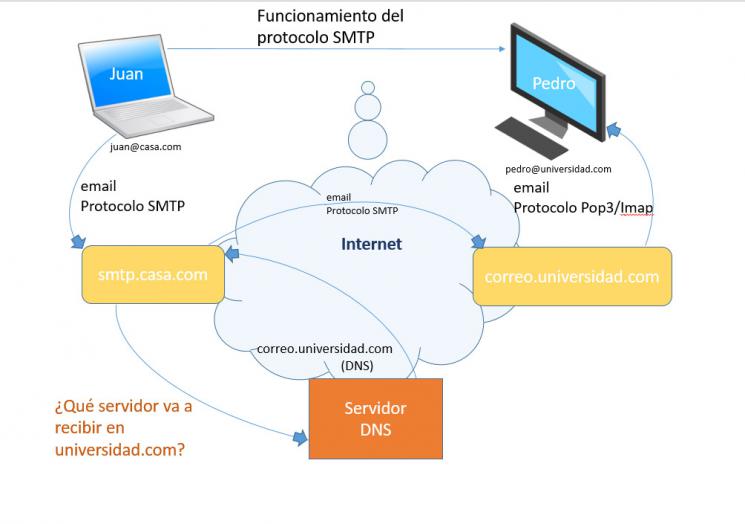 Funcionamiento del
protocolo SMTP
Juan
Pedro
juan@casa.com
pedro@universidad.com
email
Protocolo SMTP
email
Protocolo SMTP
email
Protocolo Pop3/Imap
Internet
smtp.casa.com
correo.universidad.com
correo.universidad.com
(DNS)
¿Qué servidor va a
recibir en
universidad.com?
Servidor
DNS